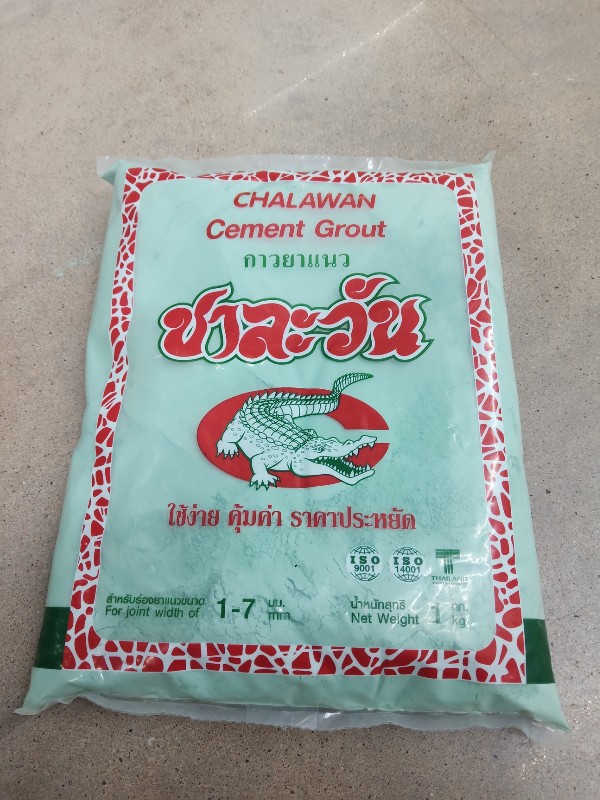 CHALAWAN
Cement Grout
กาวยาแนว
ชาละวัน
ใช้ง่าย คุ้มค่า ราคาประหยัด
ISO 9001
ISO 14001
THAILAND
สำหรับร่องยาแนวขนาด 1-7 มม.
For joint width of mm
น้ำหนักสุทธิ 1 กก.
Net Weight kg